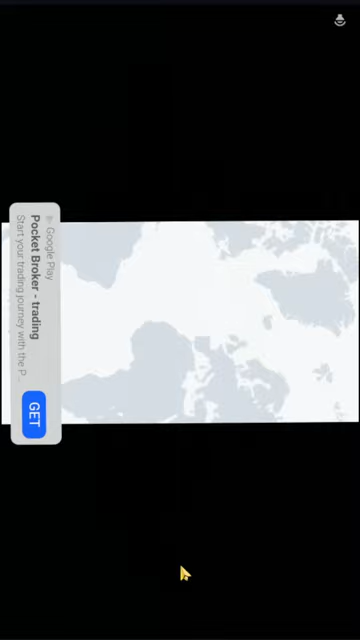 Google Play
Pocket Broker - trading
Start your trading journey with the P...
GET